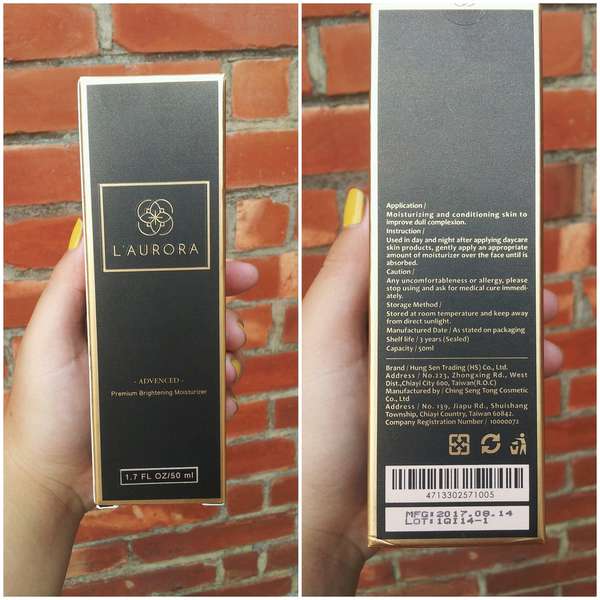 L'AURORA
- ADVANCED -
Premium Brightening Moisturizer
1.7 FL OZ/50 ml
Application /
Moisturizing and conditioning skin to
improve dull complexion.
Instruction /
Used in day and night after applying daycare
skin products, gently apply an appropriate
amount of moisturizer over the face until is
absorbed.
Caution /
Any uncomfortableness or allergy, please
stop using and ask for medical cure immedi-
ately.
Storage Method /
Stored at room temperature and keep away
from direct sunlight.
Manufactured Date / As stated on packaging
Shelf life / 3 years (Sealed)
Capacity / 50ml
Brand / Hung Sen Trading (HS) Co., Ltd.
Address / No.223, Zhongxing Rd., West
Dist.,Chiayi City 600, Taiwan(R.O.C)
Manufactured by / Ching Seng Tong Cosmetic
Co., Ltd
Address / No. 139, Jiapu Rd., Shuishang
Township, Chiayi Country, Taiwan 60842.
Company Registration Number / 10000072
4713302571005
MFG:2017.09.14
LOT:1QI14-1